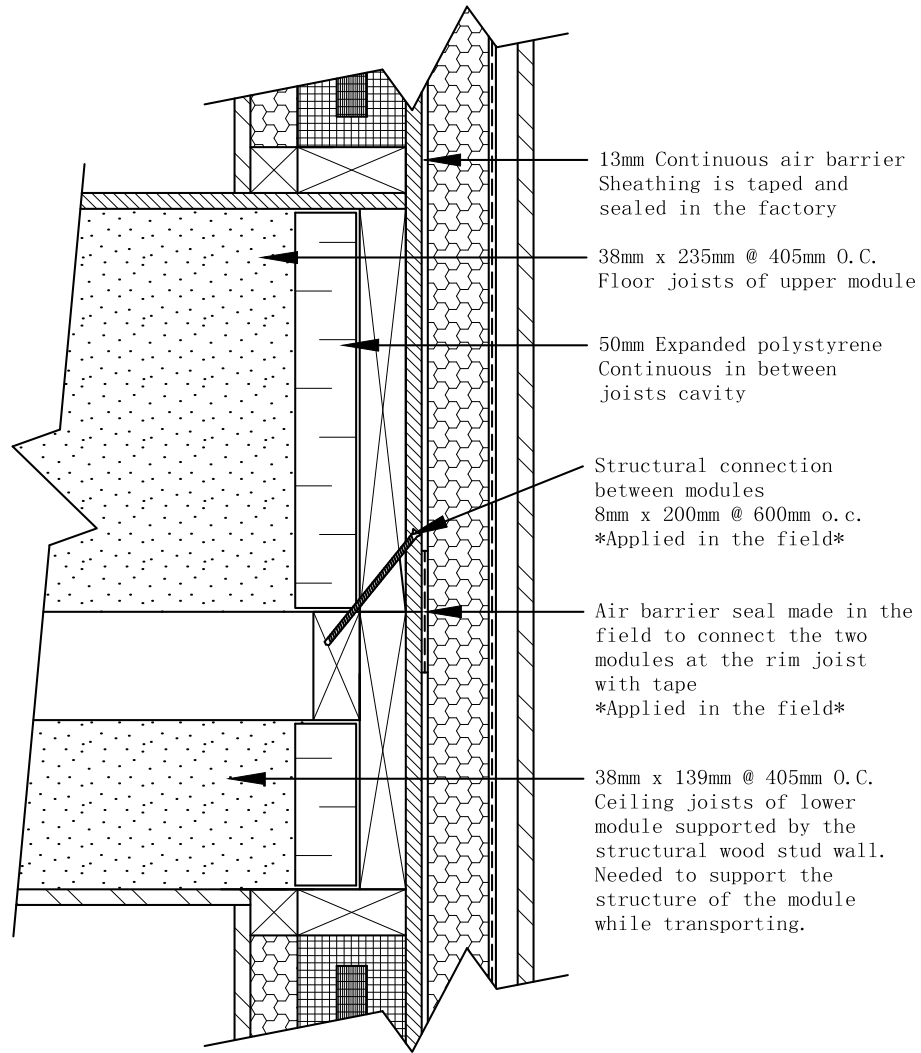 13mm Continuous air barrier
Sheathing is taped and
sealed in the factory
38mm x 235mm @ 405mm O.C.
Floor joists of upper module
50mm Expanded polystyrene
Continuous in between
joists cavity
Structural connection
between modules
8mm x 200mm @ 600mm o.c.
*Applied in the field*
Air barrier seal made in the
field to connect the two
modules at the rim joist
with tape
*Applied in the field*
38mm x 139mm @ 405mm O.C.
Ceiling joists of lower
module supported by the
structural wood stud wall.
Needed to support the
structure of the module
while transporting.